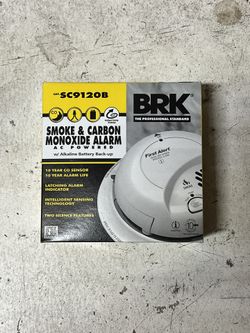 CAT. SC9120B
SMOKE & CARBON
MONOXIDE ALARM
AC POWERED
w/ Alkaline Battery Back-up
10 YEAR CO SENSOR
10 YEAR ALARM LIFE
LATCHING ALARM
INDICATOR
INTELLIGENT SENSING
TECHNOLOGY
TWO SILENCE FEATURES
BRK
THE PROFESSIONAL STANDARD
First Alert